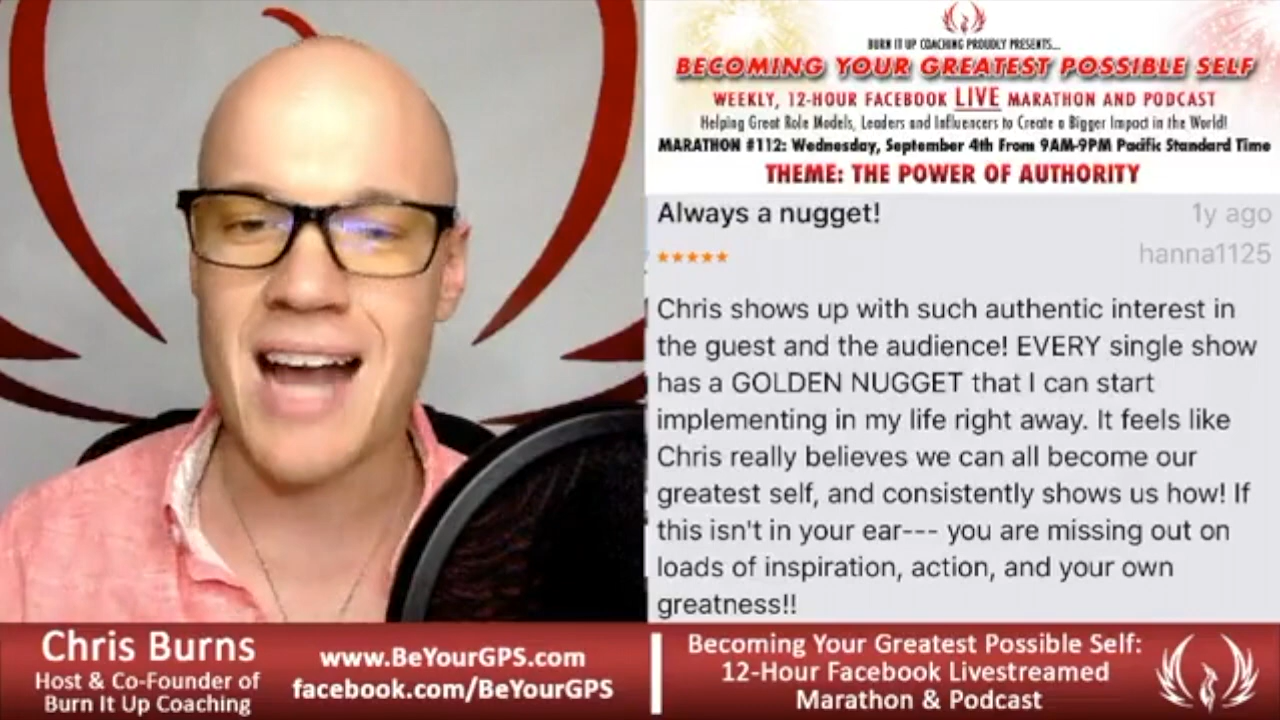 BURN IT UP COACHING PROUDLY PRESENTS...
BECOMING YOUR GREATEST POSSIBLE SELF
WEEKLY, 12-HOUR FACEBOOK LIVE MARATHON AND PODCAST
Helping Great Role Models, Leaders and Influencers to Create a Bigger Impact in the World!
MARATHON #112: Wednesday, September 4th From 9AM-9PM Pacific Standard Time
THEME: THE POWER OF AUTHORITY
Always a nugget! 1y ago
★★★★★ hanna1125
Chris shows up with such authentic interest in
the guest and the audience! EVERY single show
has a GOLDEN NUGGET that I can start
implementing in my life right away. It feels like
Chris really believes we can all become our
greatest self, and consistently shows us how! If
this isn't in your ear--- you are missing out on
loads of inspiration, action, and your own
greatness!!
Chris Burns
Host & Co-Founder of
Burn It Up Coaching
www.BeYourGPS.com
facebook.com/BeYourGPS
Becoming Your Greatest Possible Self:
12-Hour Facebook Livestreamed
Marathon & Podcast